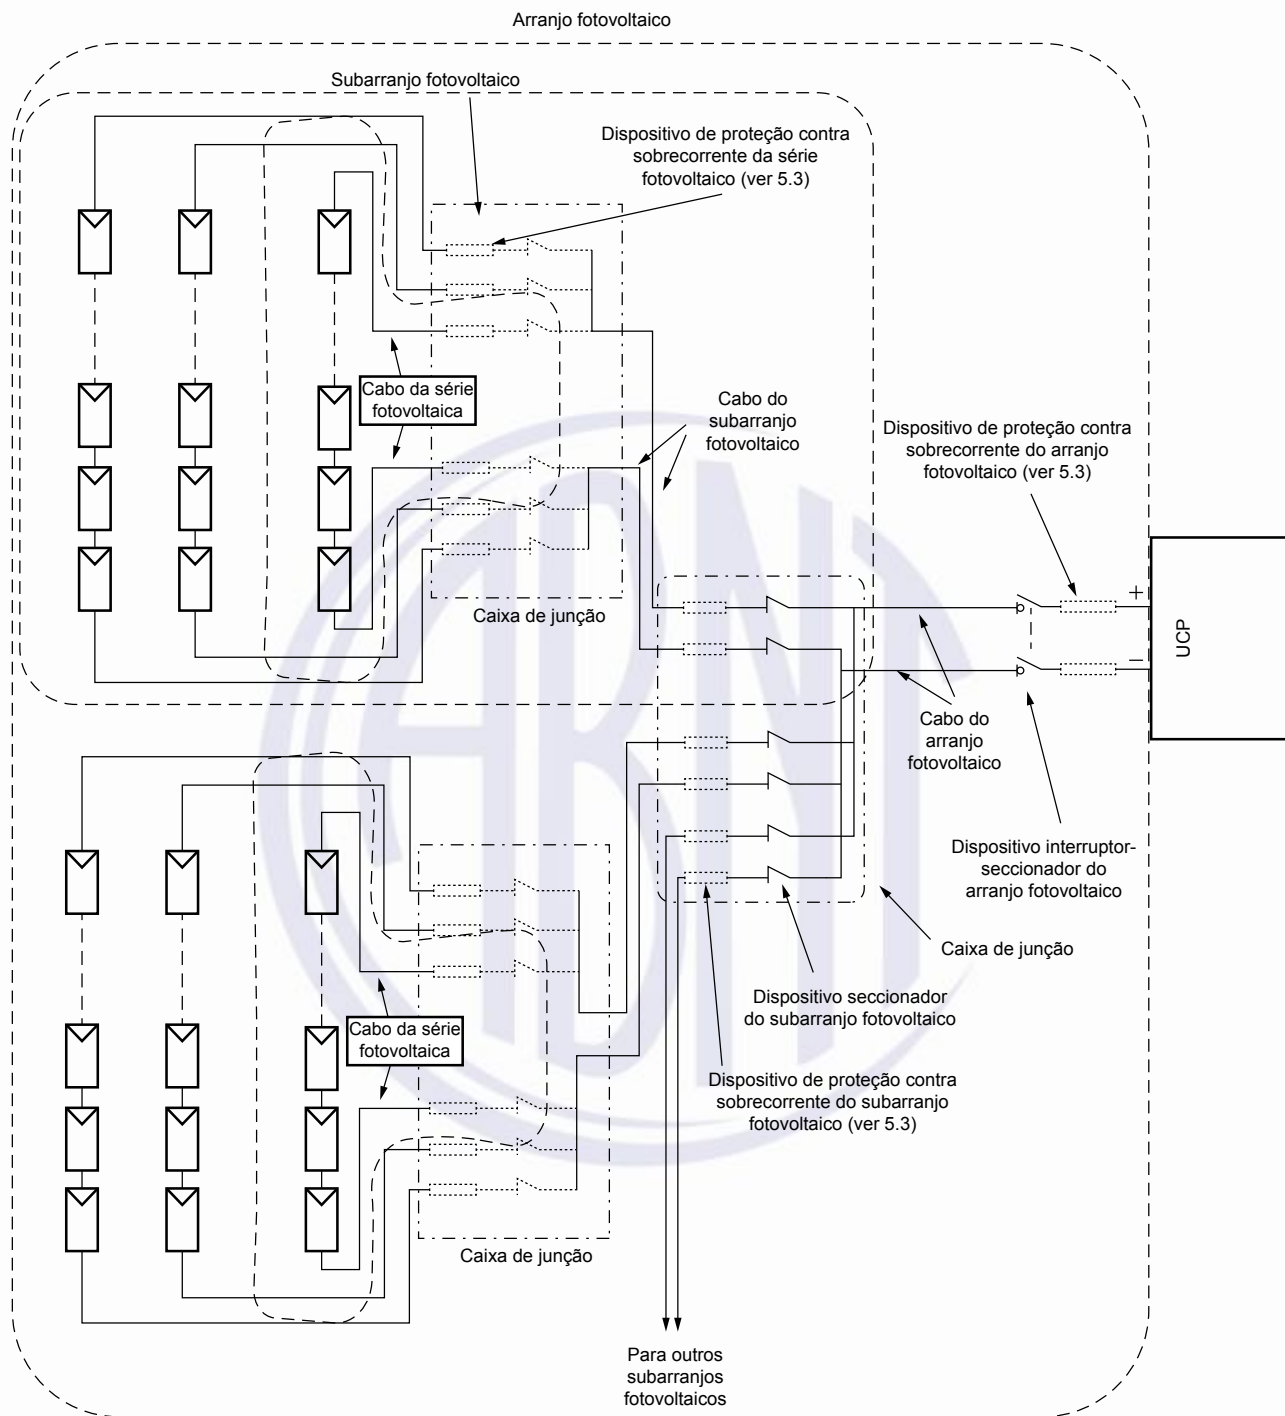 Arranjo fotovoltaico
Subarranjo fotovoltaico
Dispositivo de proteção contra
sobrecorrente da série
fotovoltaico (ver 5.3)
Cabo da série
fotovoltaica
Cabo do
subarranjo
fotovoltaico
Dispositivo de proteção contra
sobrecorrente do arranjo
fotovoltaico (ver 5.3)
Caixa de junção
+
–
UCP
Cabo do
arranjo
fotovoltaico
Dispositivo interruptor-
seccionador do
arranjo fotovoltaico
Caixa de junção
Dispositivo seccionador
do subarranjo fotovoltaico
Cabo da série
fotovoltaica
Dispositivo de proteção contra
sobrecorrente do subarranjo
fotovoltaico (ver 5.3)
Caixa de junção
Para outros
subarranjos
fotovoltaicos
ABNT